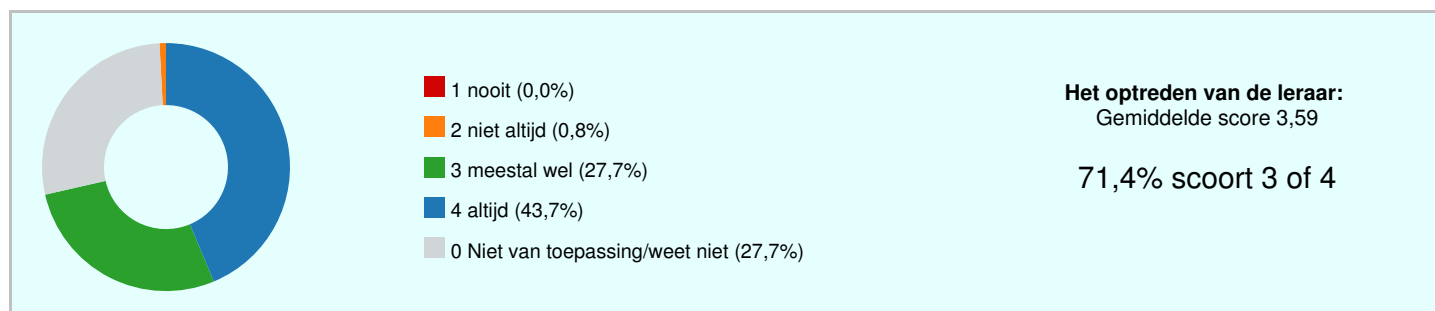 1 nooit (0,0%)
2 niet altijd (0,8%)
3 meestal wel (27,7%)
4 altijd (43,7%)
0 Niet van toepassing/weet niet (27,7%)
Het optreden van de leraar:
Gemiddelde score 3,59
71,4% scoort 3 of 4